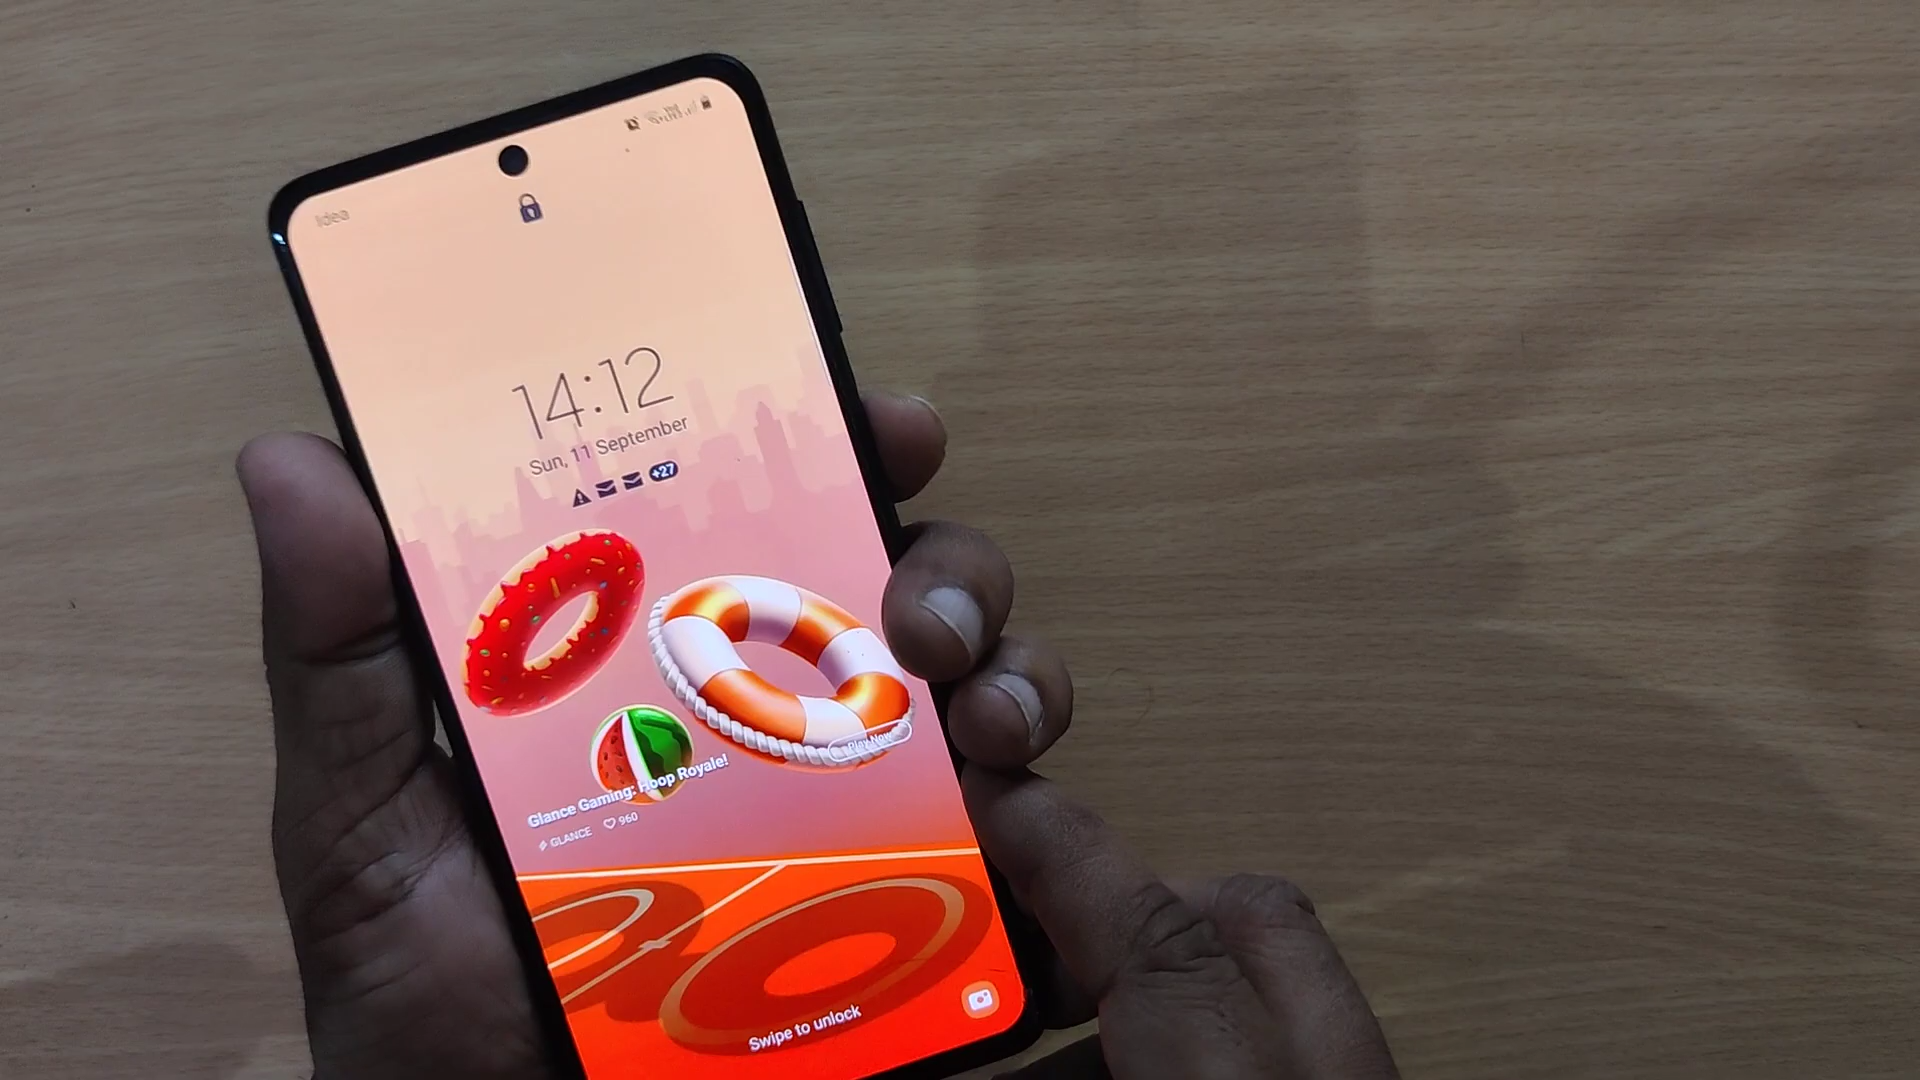 Idea
14:12
Sun, 11 September
+27
Play Now
Glance Gaming: Hoop Royale!
GLANCE 960
Swipe to unlock